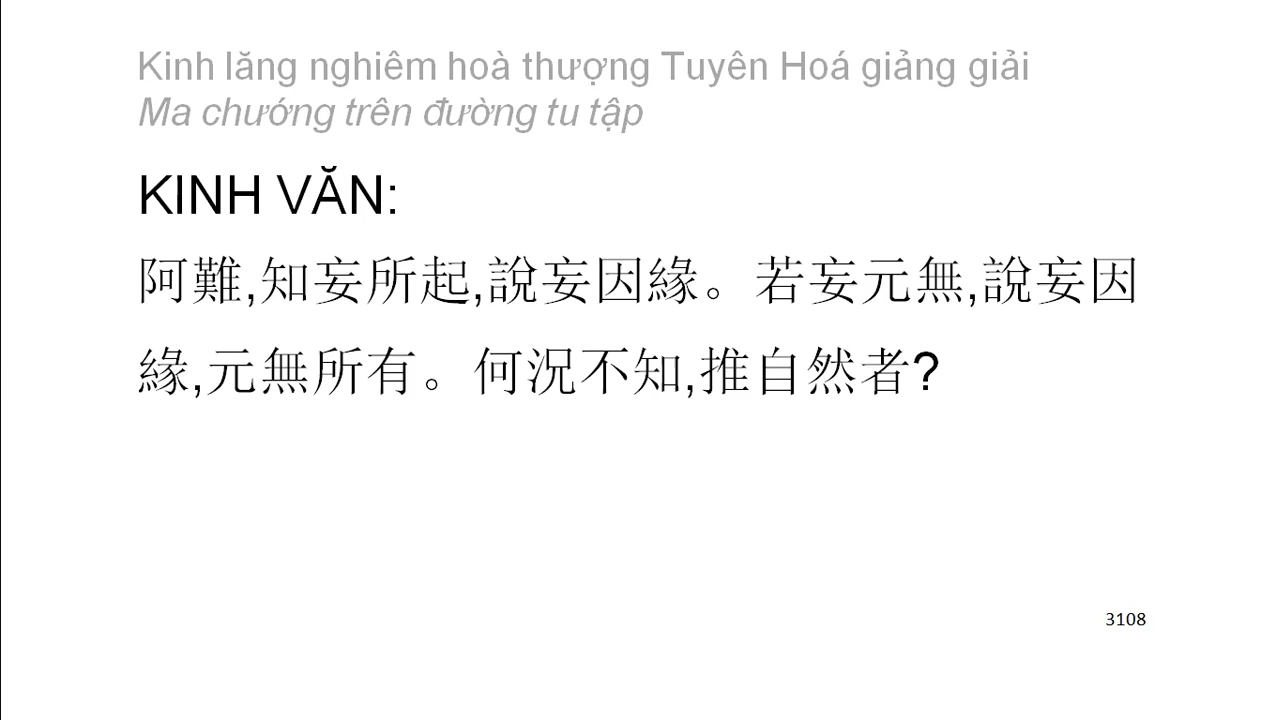 Kinh lăng nghiêm hoà thượng Tuyên Hoá giảng giải
Ma chướng trên đường tu tập
KINH VĂN:
阿難,知妄所起,說妄因緣。若妄元無,說妄因
緣,元無所有。何況不知,推自然者?
3108